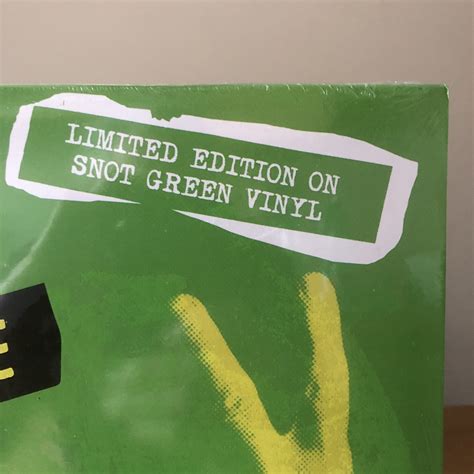 LIMITED EDITION ON
SNOT GREEN VINYL
E